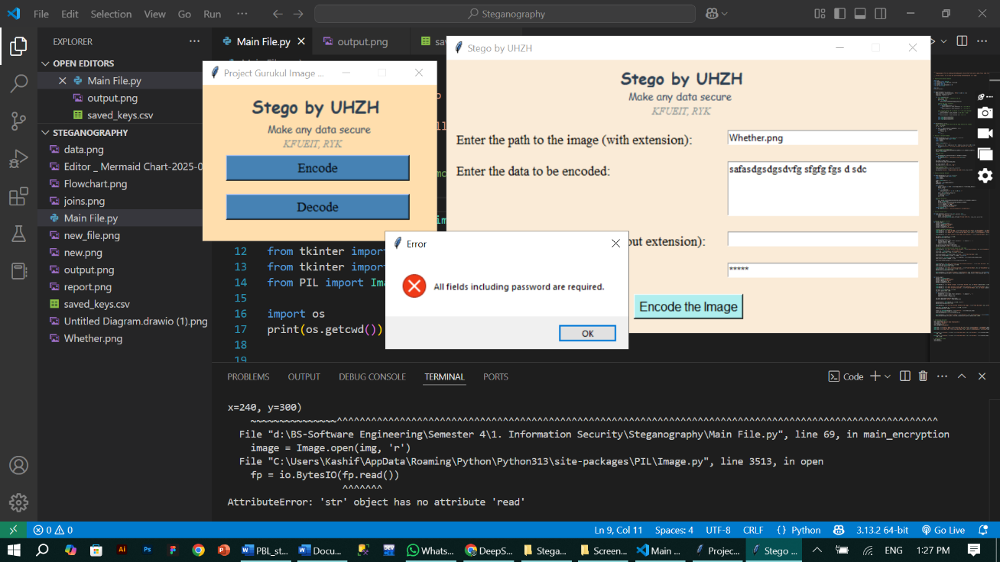 File Edit Selection View Go Run ··· Steganography
EXPLORER ···
OPEN EDITORS
Main File.py
output.png
saved_keys.csv
STEGANOGRAPHY
data.png
Editor _ Mermaid Chart-2025-0
Flowchart.png
joins.png
Main File.py
new_file.png
new.png
output.png
report.png
saved_keys.csv
Untitled Diagram.drawio (1).png
Whether.png
Main File.py output.png
Project Gurukul Image ...
Stego by UHZH
Make any data secure
KFUEIT, RYK
Encode
Decode
Stego by UHZH
Stego by UHZH
Make any data secure
KFUEIT, RYK
Enter the path to the image (with extension): Whether.png
Enter the data to be encoded: safasdgsdgsdvfg sfgfg fgs d sdc
out extension):
*****
Encode the Image
Error
All fields including password are required.
OK
12 from tkinter impor
13 from tkinter impor
14 from PIL import Ima
15
16 import os
17 print(os.getcwd())
18
19
PROBLEMS OUTPUT DEBUG CONSOLE TERMINAL PORTS Code
x=240, y=300)
~~~~~~~~~~~~~~~^^^^^^^^^^^^^^^^^^^^^^^^^^^^^^^^^^^^^^^^^^^^^^^^^^^^^^^^^^^^^^^^^^^^^^^^^^^^^^^^^^^^^^^^^^^^^^^^^^^^^^^^^^^^
File "d:\BS-Software Engineering\Semester 4\1. Information Security\Steganography\Main File.py", line 69, in main_encryption
image = Image.open(img, 'r')
File "C:\Users\Kashif\AppData\Roaming\Python\Python313\site-packages\PIL\Image.py", line 3513, in open
fp = io.BytesIO(fp.read())
^^^^^^^
AttributeError: 'str' object has no attribute 'read'
0 0 Ln 9, Col 11 Spaces: 4 UTF-8 CRLF {} Python 3.13.2 64-bit Go Live
PBL_st... Docu... Whats... DeepS... Stega... Screen... Main ... Projec... Stego ... ENG 1:27 PM